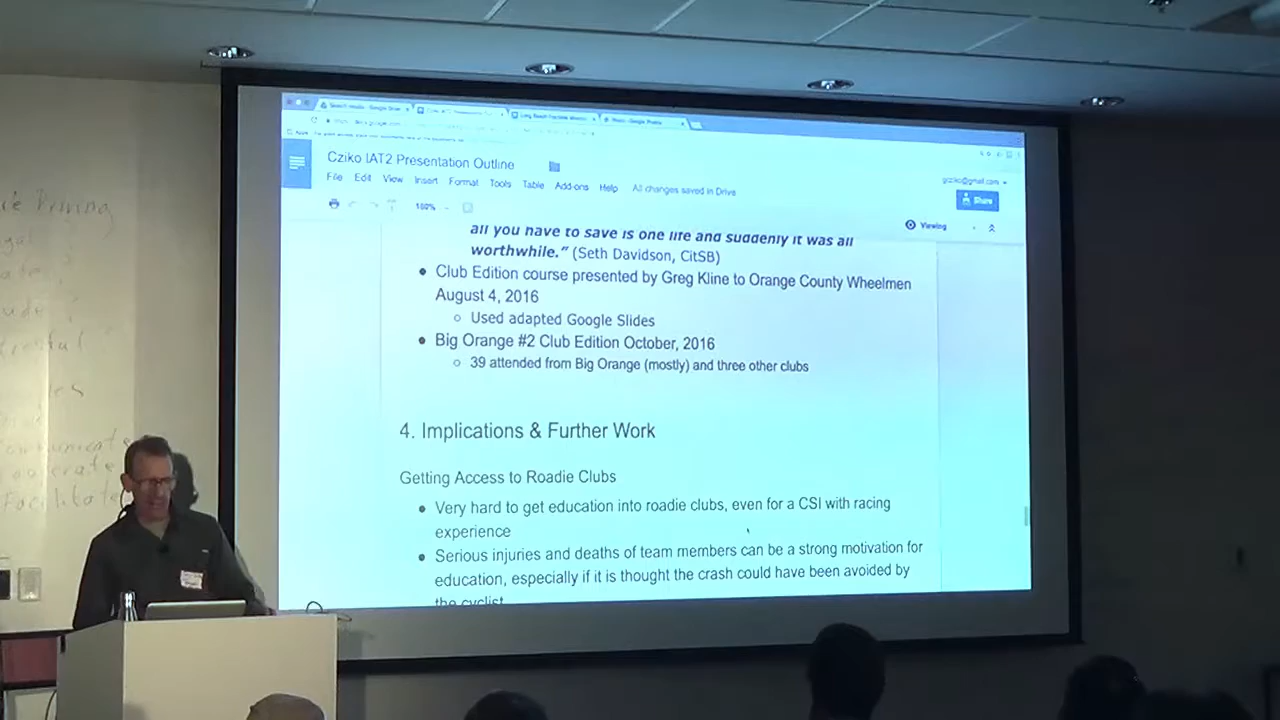 Cziko IAT2 Presentation Outline
File Edit View Insert Format Tools Table Add-ons Help All changes saved in Drive
gcziko@gmail.com
Share
100%
Viewing
all you have to save is one life and suddenly it was all
worthwhile." (Seth Davidson, CitSB)
• Club Edition course presented by Greg Kline to Orange County Wheelmen
August 4, 2016
○ Used adapted Google Slides
• Big Orange #2 Club Edition October, 2016
○ 39 attended from Big Orange (mostly) and three other clubs
4. Implications & Further Work
Getting Access to Roadie Clubs
• Very hard to get education into roadie clubs, even for a CSI with racing
experience
• Serious injuries and deaths of team members can be a strong motivation for
education, especially if it is thought the crash could have been avoided by
the cyclist